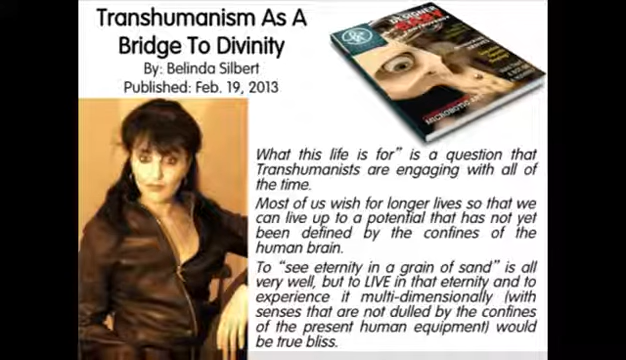 Transhumanism As A
Bridge To Divinity
By: Belinda Silbert
Published: Feb. 19, 2013
DESIGNER
BABY
What this life is for" is a question that
Transhumanists are engaging with all of
the time.
Most of us wish for longer lives so that we
can live up to a potential that has not yet
been defined by the confines of the
human brain.
To "see eternity in a grain of sand" is all
very well, but to LIVE in that eternity and to
experience it multi-dimensionally (with
senses that are not dulled by the confines
of the present human equipment) would
be true bliss.